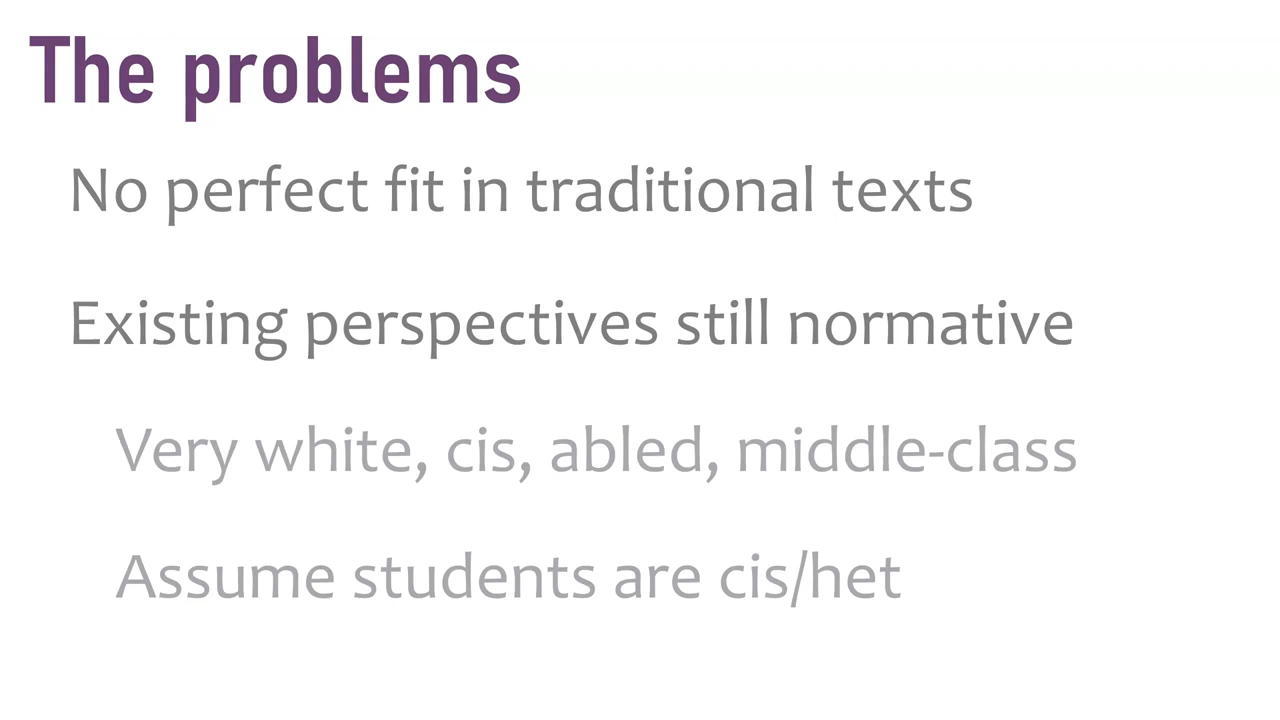 The problems
No perfect fit in traditional texts
Existing perspectives still normative
Very white, cis, abled, middle-class
Assume students are cis/het